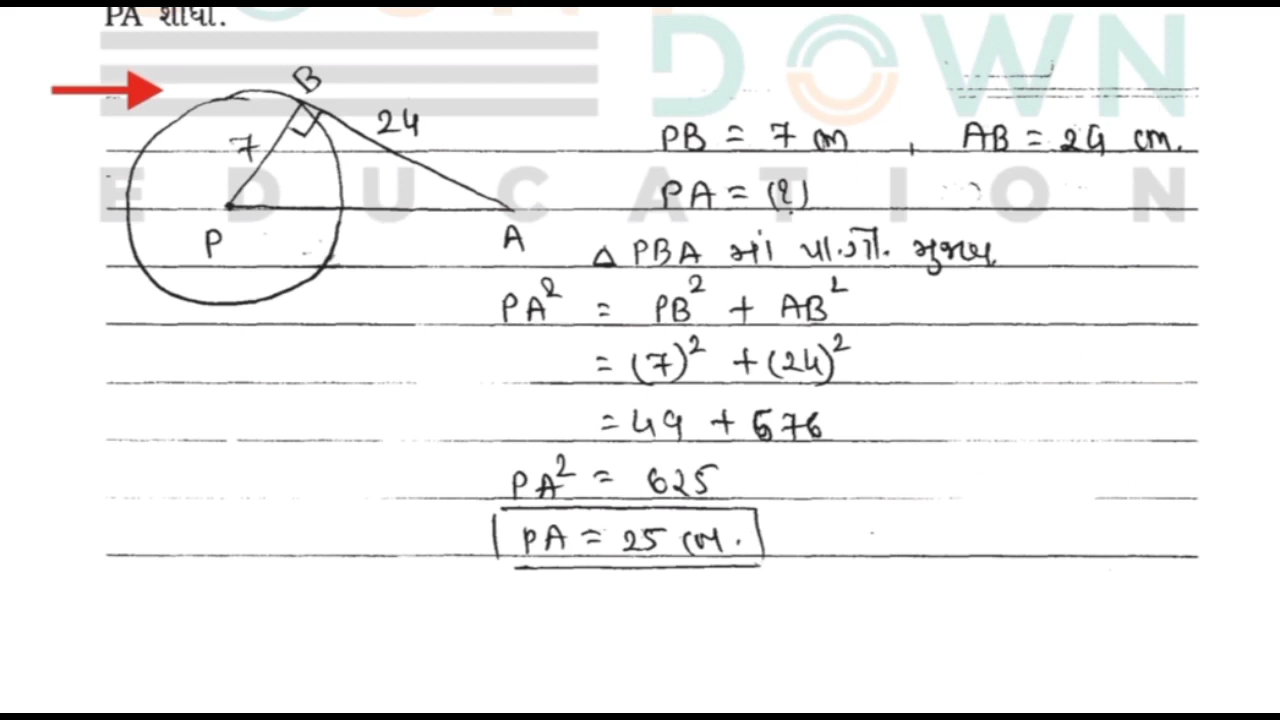 PA શોધો.
DOWN
EDUCATION
B
7
24
P
A
PB = 7 cm , AB = 24 cm.
PA = (?)
△ PBA માં પા.ગો. મુજબ
PA² = PB² + AB²
= (7)² + (24)²
= 49 + 576
PA² = 625
PA = 25 cm.